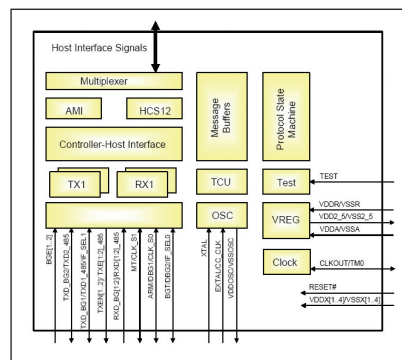 Host Interface Signals
Multiplexer
AMI
HCS12
Controller-Host Interface
TX1
RX1
Message
Buffers
TCU
OSC
Protocol State
Machine
Test
VREG
Clock
TEST
VDDR/VSSR
VDD2_5/VSS2_5
VDDA/VSSA
CLKOUT/TM0
RESET#
VDDX[1..4]/VSSX[1..4]
BGE[1..2]
TXD_BG2/TXD2_485
TXD_BG1/TXD1_485/IF_SEL1
TXEN[1..2]/ TXE[1:2]_485
RXD_BG[1:2]/RXD[1:2]_485
MT/CLK_S1
ARM/DBG1/CLK_S0
BGT/DBG2/IF_SEL0
XTAL
EXTAL/CC_CLK
VDDOSC/VSSOSC